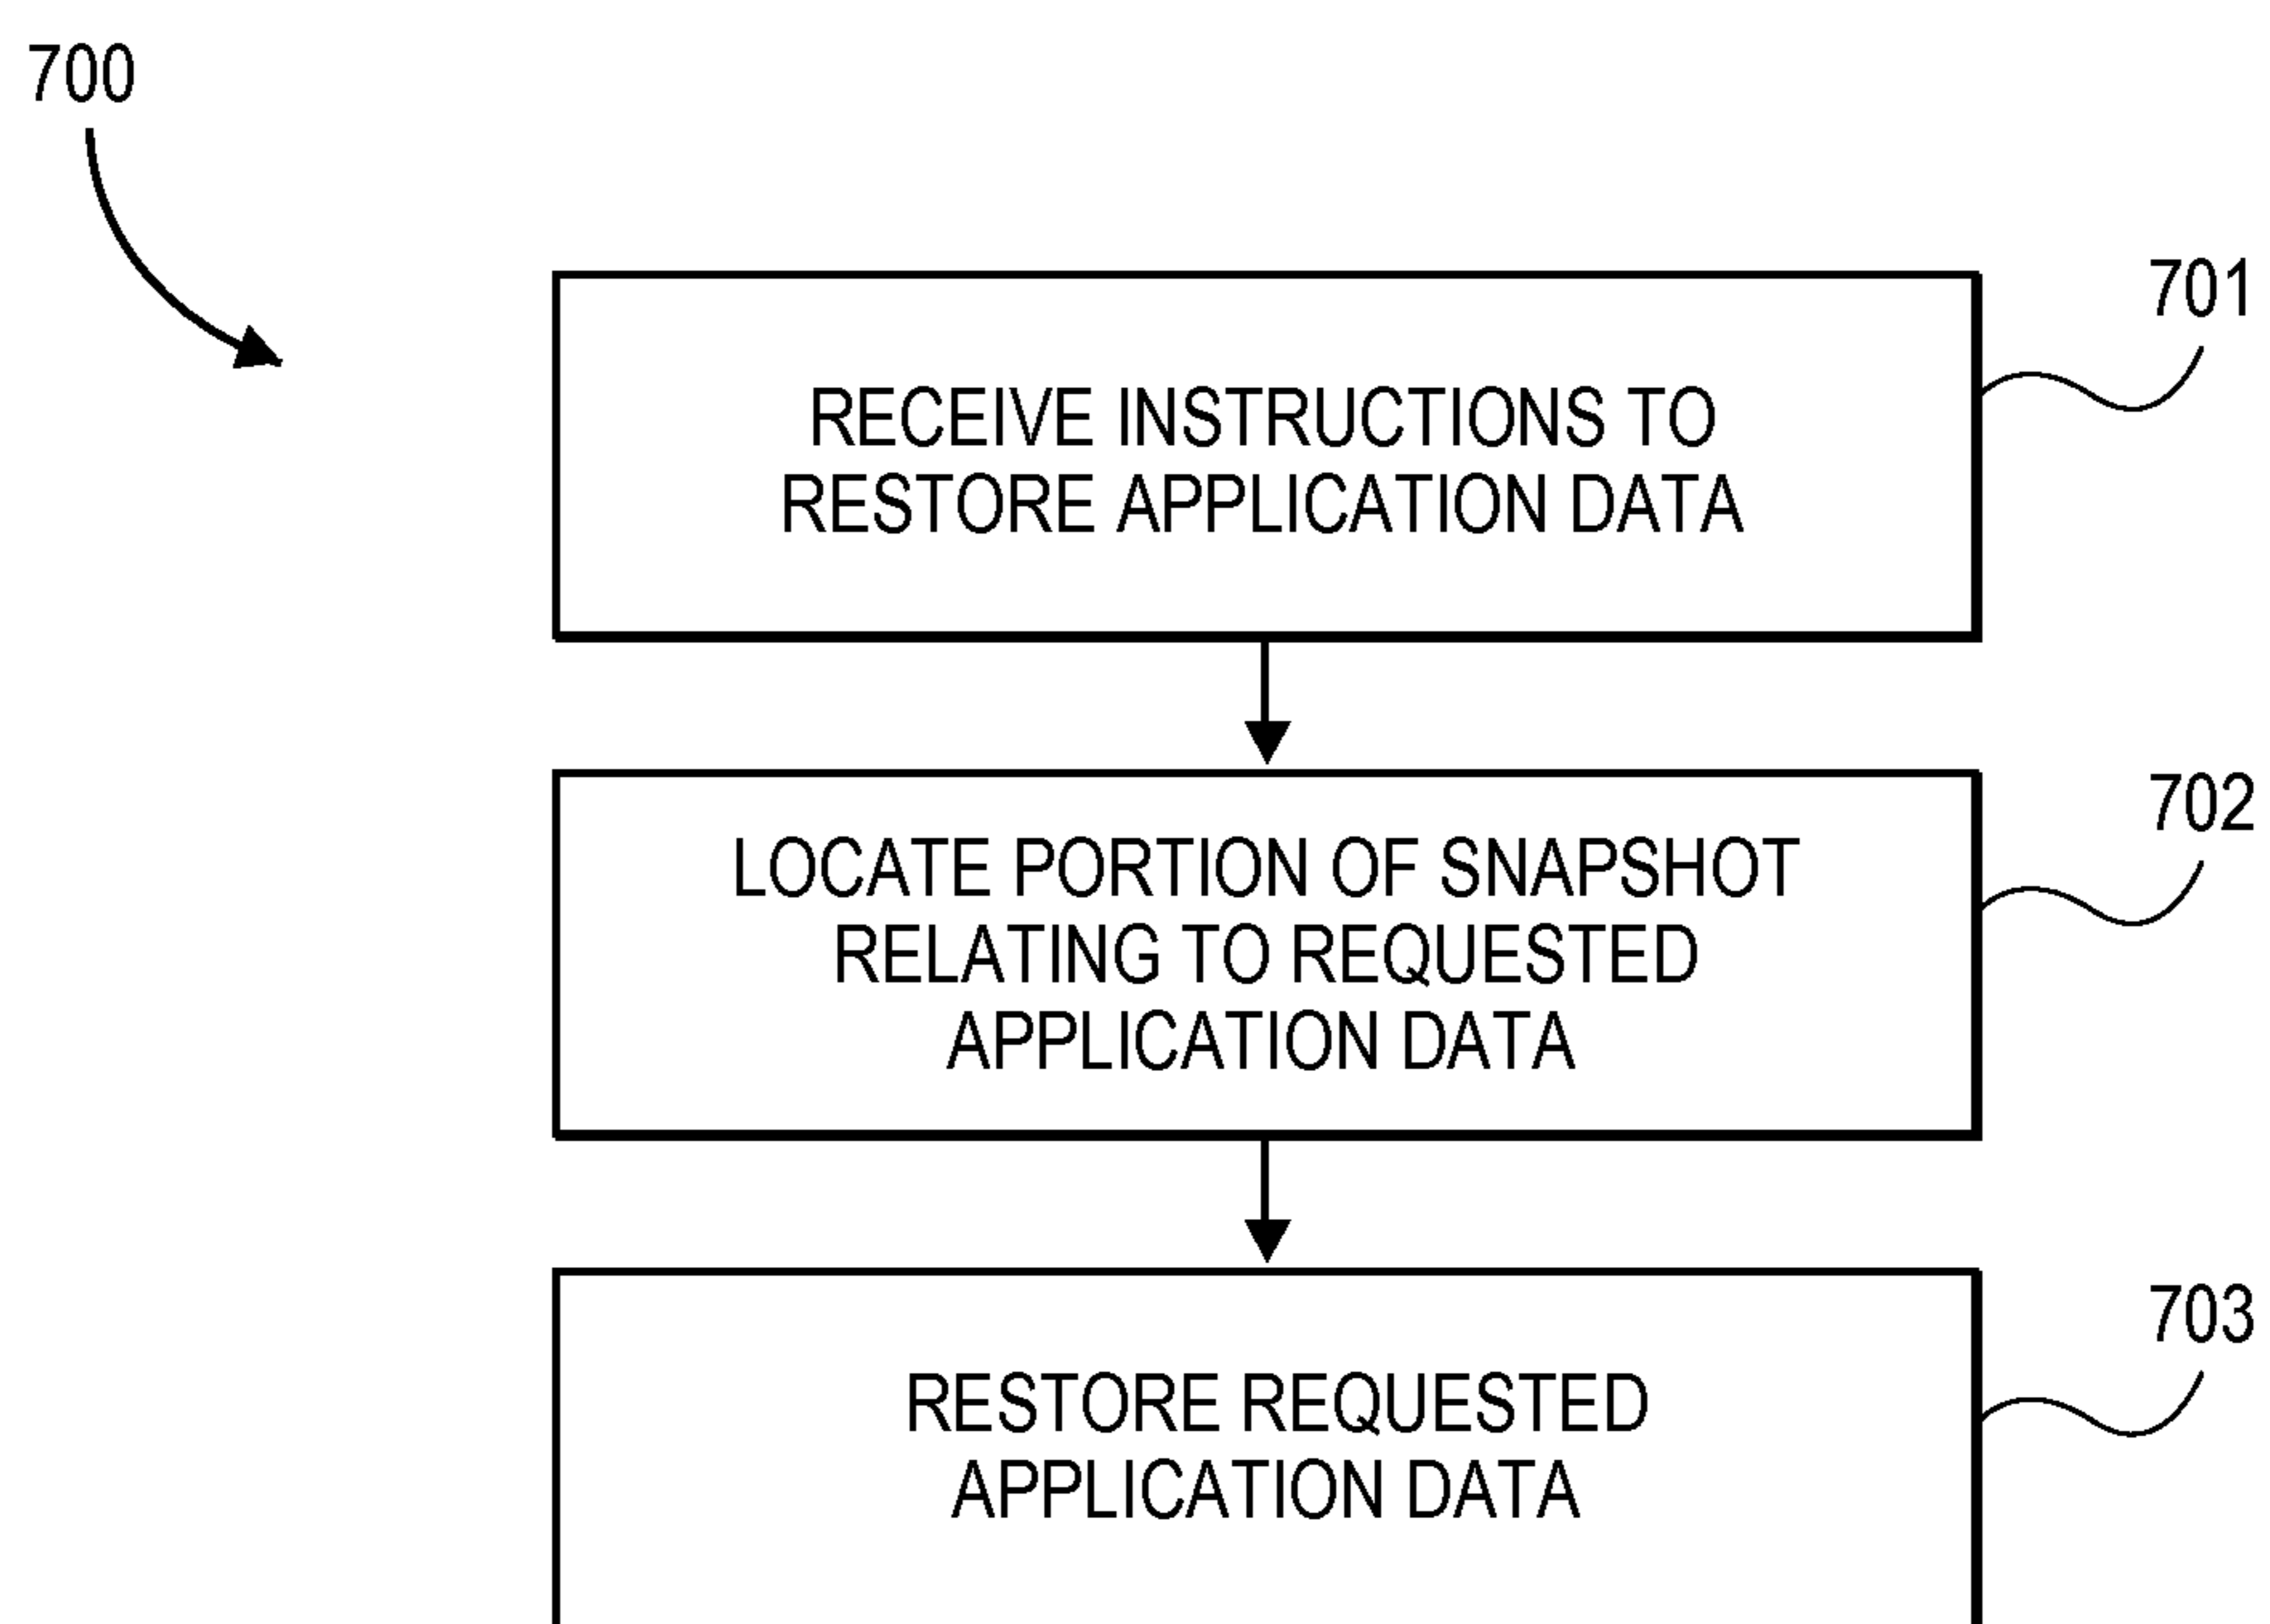 700
701
RECEIVE INSTRUCTIONS TO
RESTORE APPLICATION DATA
702
LOCATE PORTION OF SNAPSHOT
RELATING TO REQUESTED
APPLICATION DATA
703
RESTORE REQUESTED
APPLICATION DATA